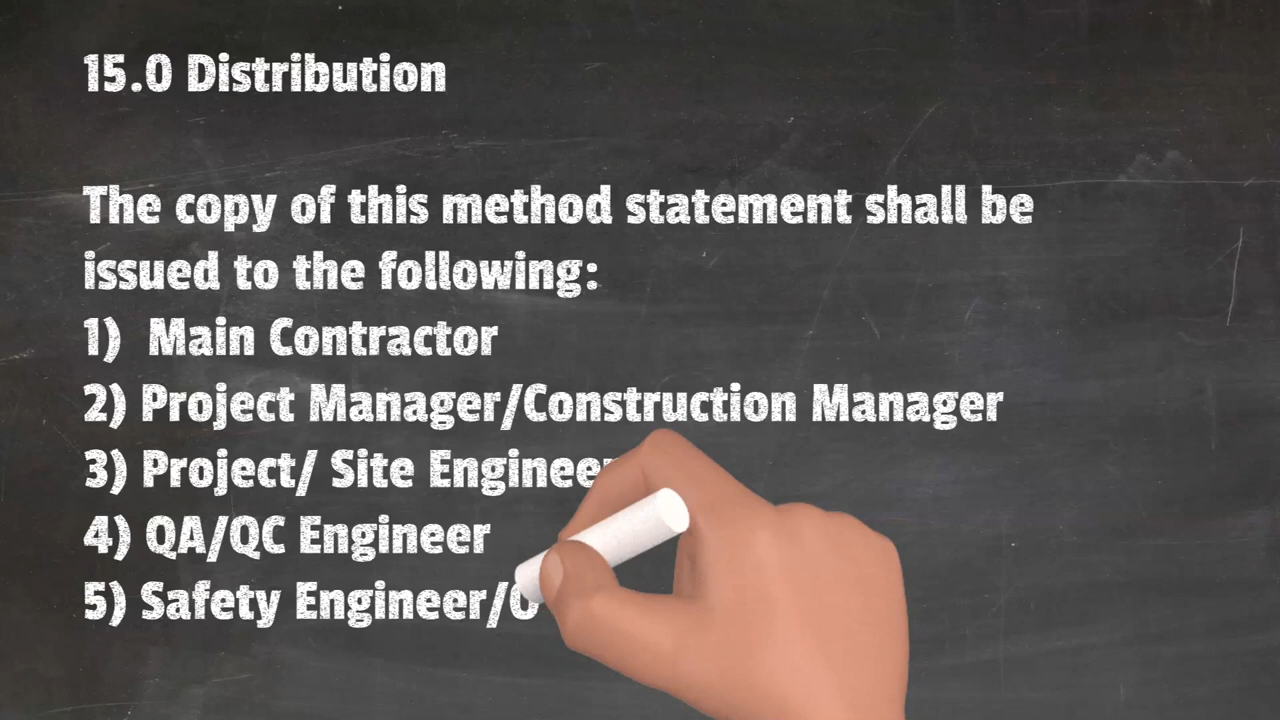 15.0 Distribution
The copy of this method statement shall be
issued to the following:
1) Main Contractor
2) Project Manager/Construction Manager
3) Project/ Site Engineer
4) QA/QC Engineer
5) Safety Engineer/